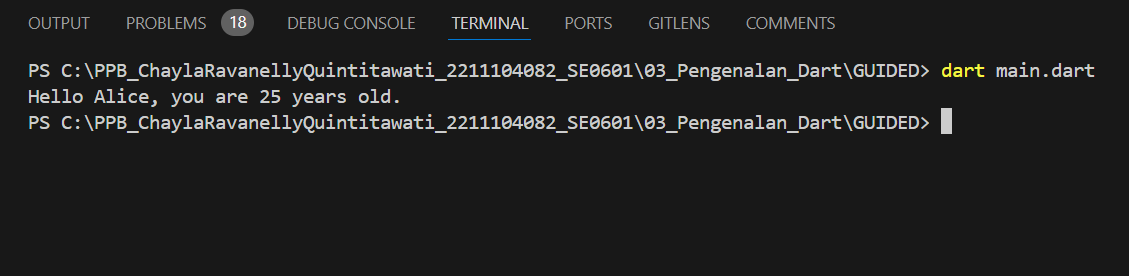 OUTPUT PROBLEMS 18 DEBUG CONSOLE TERMINAL PORTS GITLENS COMMENTS
PS C:\PPB_ChaylaRavanellyQuintitawati_2211104082_SE0601\03_Pengenalan_Dart\GUIDED> dart main.dart
Hello Alice, you are 25 years old.
PS C:\PPB_ChaylaRavanellyQuintitawati_2211104082_SE0601\03_Pengenalan_Dart\GUIDED>